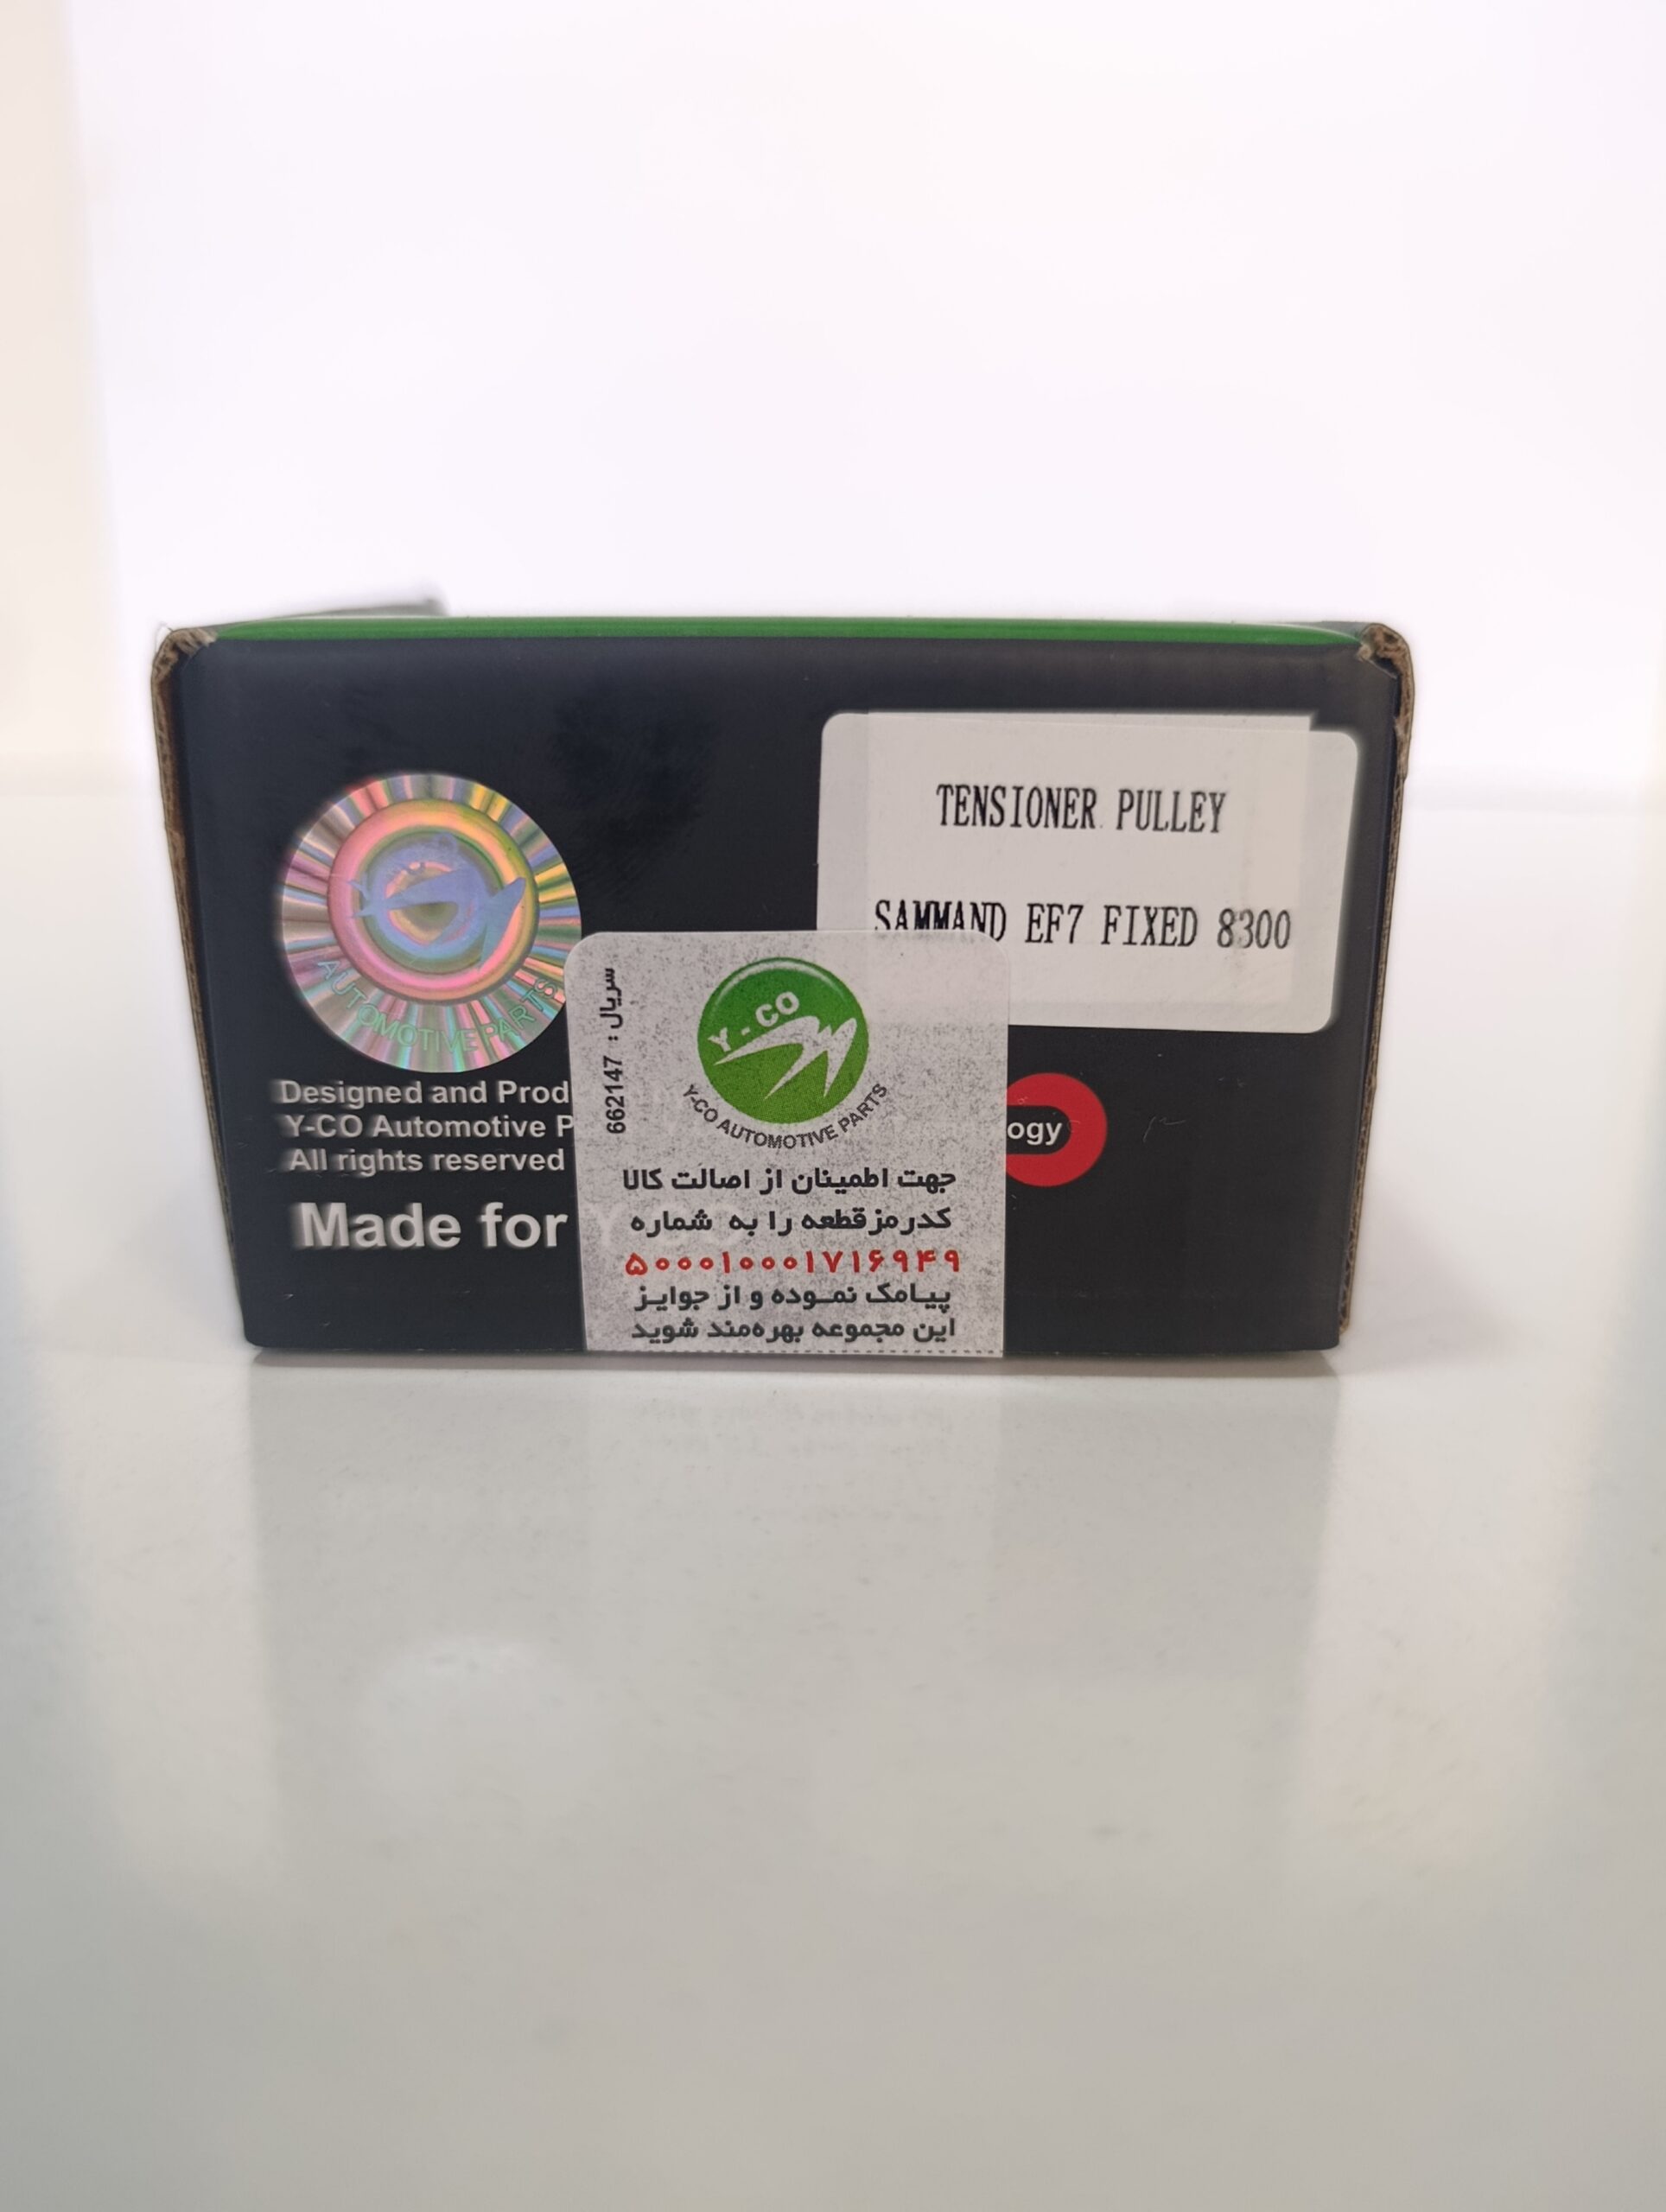 TENSIONER PULLEY
SAMMAND EF7 FIXED 8300
AUTOMOTIVE PARTS
Designed and Prod
Y-CO Automotive P
All rights reserved
Made for
ogy
سریال : 662147
Y-CO
Y-CO AUTOMOTIVE PARTS
جهت اطمینان از اصالت کالا
کدرمزقطعه را به شماره
۵۰۰۰۱۰۰۰۱۷۱۶۹۴۹
پیامک نموده و از جوایز
این مجموعه بهره‌مند شوید